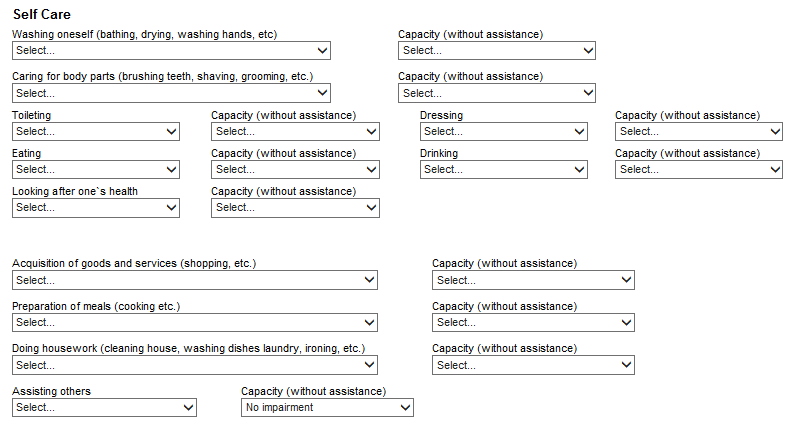 Self Care
Washing oneself (bathing, drying, washing hands, etc) Capacity (without assistance)
Select... Select...
Caring for body parts (brushing teeth, shaving, grooming, etc.) Capacity (without assistance)
Select... Select...
Toileting Capacity (without assistance) Dressing Capacity (without assistance)
Select... Select... Select... Select...
Eating Capacity (without assistance) Drinking Capacity (without assistance)
Select... Select... Select... Select...
Looking after one`s health Capacity (without assistance)
Select... Select...
Acquisition of goods and services (shopping, etc.) Capacity (without assistance)
Select... Select...
Preparation of meals (cooking etc.) Capacity (without assistance)
Select... Select...
Doing housework (cleaning house, washing dishes laundry, ironing, etc.) Capacity (without assistance)
Select... Select...
Assisting others Capacity (without assistance)
Select... No impairment